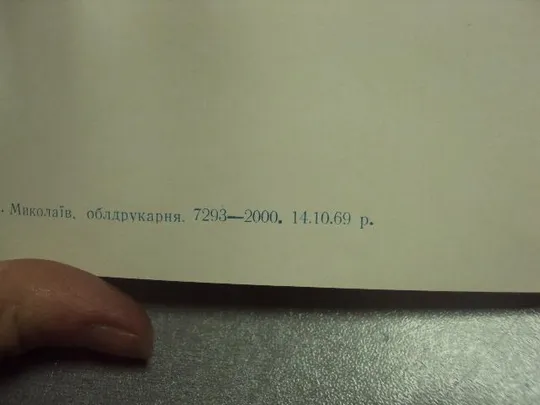 . Миколаїв, облдрукарня. 7293—2000. 14.10.69 р.